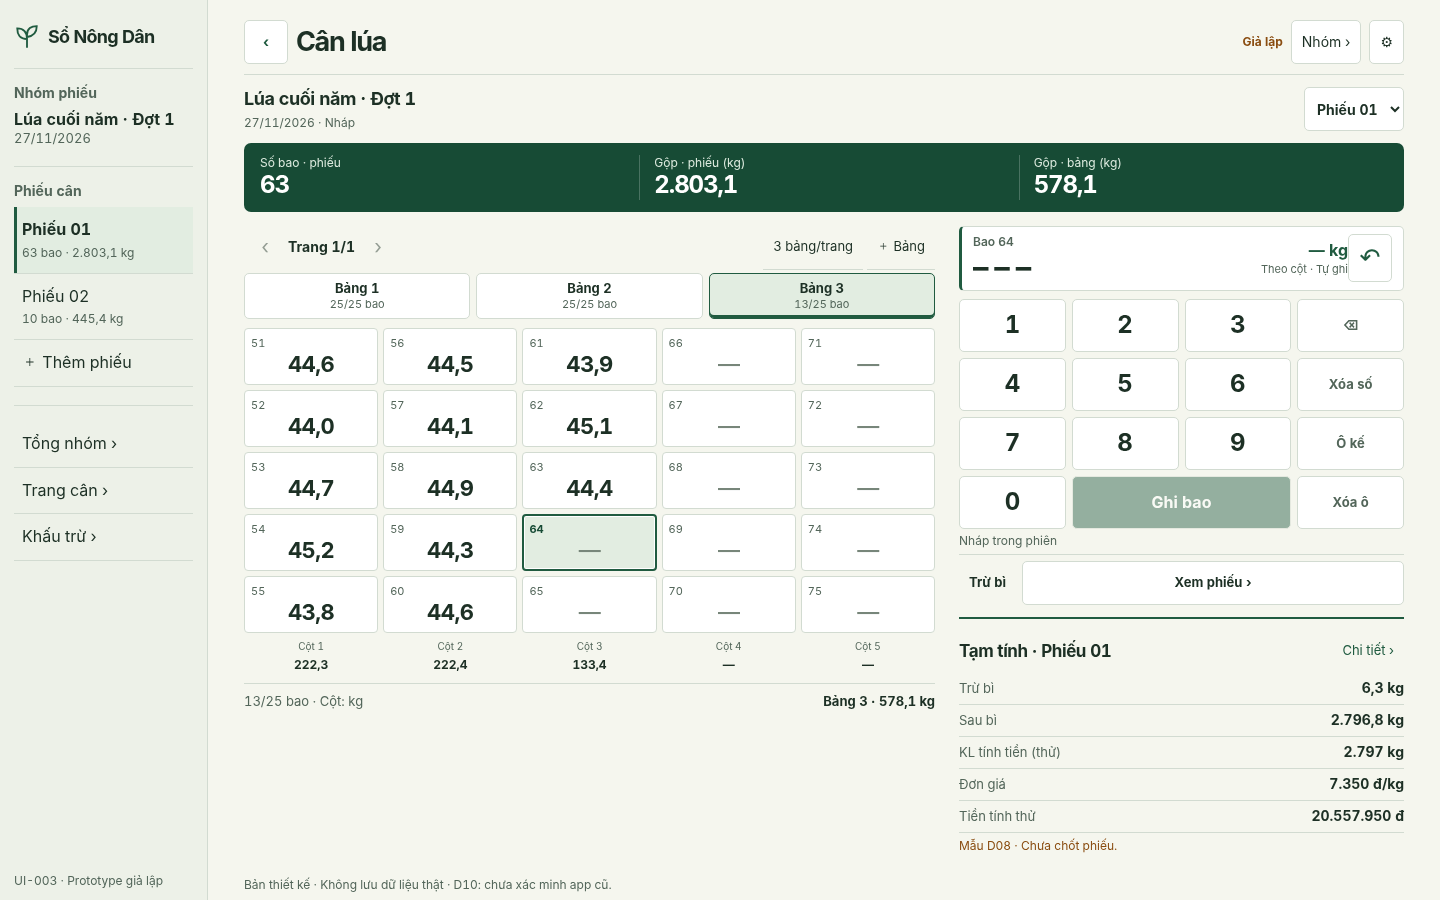 Sổ Nông Dân
Nhóm phiếu
Lúa cuối năm · Đợt 1
27/11/2026
Phiếu cân
Phiếu 01
63 bao · 2.803,1 kg
Phiếu 02
10 bao · 445,4 kg
+ Thêm phiếu
Tổng nhóm ›
Trang cân ›
Khấu trừ ›
UI-003 · Prototype giả lập
‹ Cân lúa
Giả lập
Nhóm ›
Lúa cuối năm · Đợt 1
27/11/2026 · Nháp
Phiếu 01
Số bao · phiếu
63
Gộp · phiếu (kg)
2.803,1
Gộp · bảng (kg)
578,1
‹ Trang 1/1 ›
3 bảng/trang
+ Bảng
Bảng 1
25/25 bao
Bảng 2
25/25 bao
Bảng 3
13/25 bao
51 56 61 66 71
44,6 44,5 43,9 — —
52 57 62 67 72
44,0 44,1 45,1 — —
53 58 63 68 73
44,7 44,9 44,4 — —
54 59 64 69 74
45,2 44,3 — — —
55 60 65 70 75
43,8 44,6 — — —
Cột 1 Cột 2 Cột 3 Cột 4 Cột 5
222,3 222,4 133,4 — —
13/25 bao · Cột: kg
Bảng 3 · 578,1 kg
Bao 64
———
— kg
Theo cột · Tự ghi
1 2 3 ⌫
4 5 6 Xóa số
7 8 9 Ô kế
0 Ghi bao Xóa ô
Nháp trong phiên
Trừ bì
Xem phiếu ›
Tạm tính · Phiếu 01
Chi tiết ›
Trừ bì 6,3 kg
Sau bì 2.796,8 kg
KL tính tiền (thử) 2.797 kg
Đơn giá 7.350 đ/kg
Tiền tính thử 20.557.950 đ
Mẫu D08 · Chưa chốt phiếu.
Bản thiết kế · Không lưu dữ liệu thật · D10: chưa xác minh app cũ.